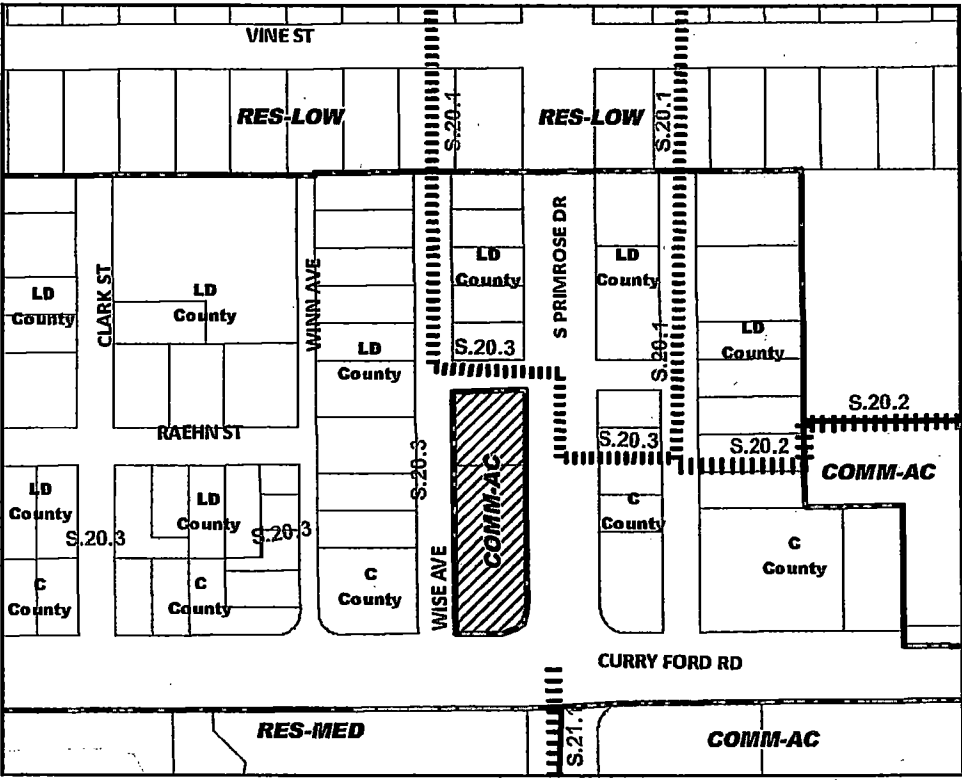 VINE ST
RES-LOW
S.20.1
RES-LOW
S.20.1
LD
County
CLARK ST
LD
County
WINN AVE
LD
County
LD
County
S PRIMROSE DR
LD
County
S.20.1
LD
County
S.20.3
S.20.2
RAEHN ST
S.20.3
S.20.3
S.20.2
COMM-AC
LD
County
S.20.3
LD
County
S.20.3
COMM-AC
C
County
C
County
C
County
C
County
C
County
WISE AVE
CURRY FORD RD
RES-MED
S.21.
COMM-AC